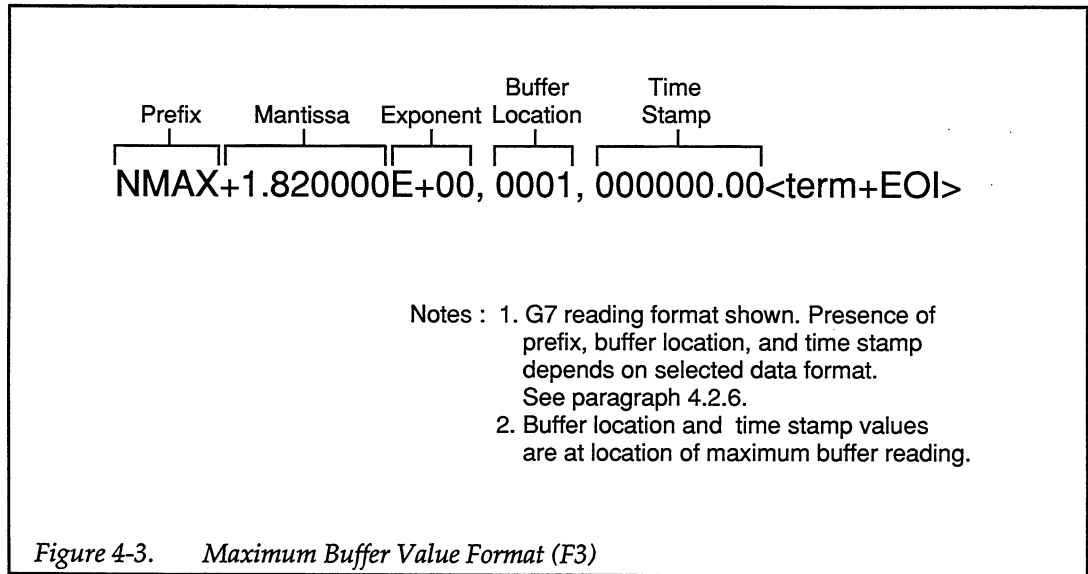 Buffer Time
Prefix Mantissa Exponent Location Stamp
NMAX+1.820000E+00, 0001, 000000.00<term+EOI>
Notes : 1. G7 reading format shown. Presence of
prefix, buffer location, and time stamp
depends on selected data format.
See paragraph 4.2.6.
2. Buffer location and time stamp values
are at location of maximum buffer reading.
Figure 4-3. Maximum Buffer Value Format (F3)